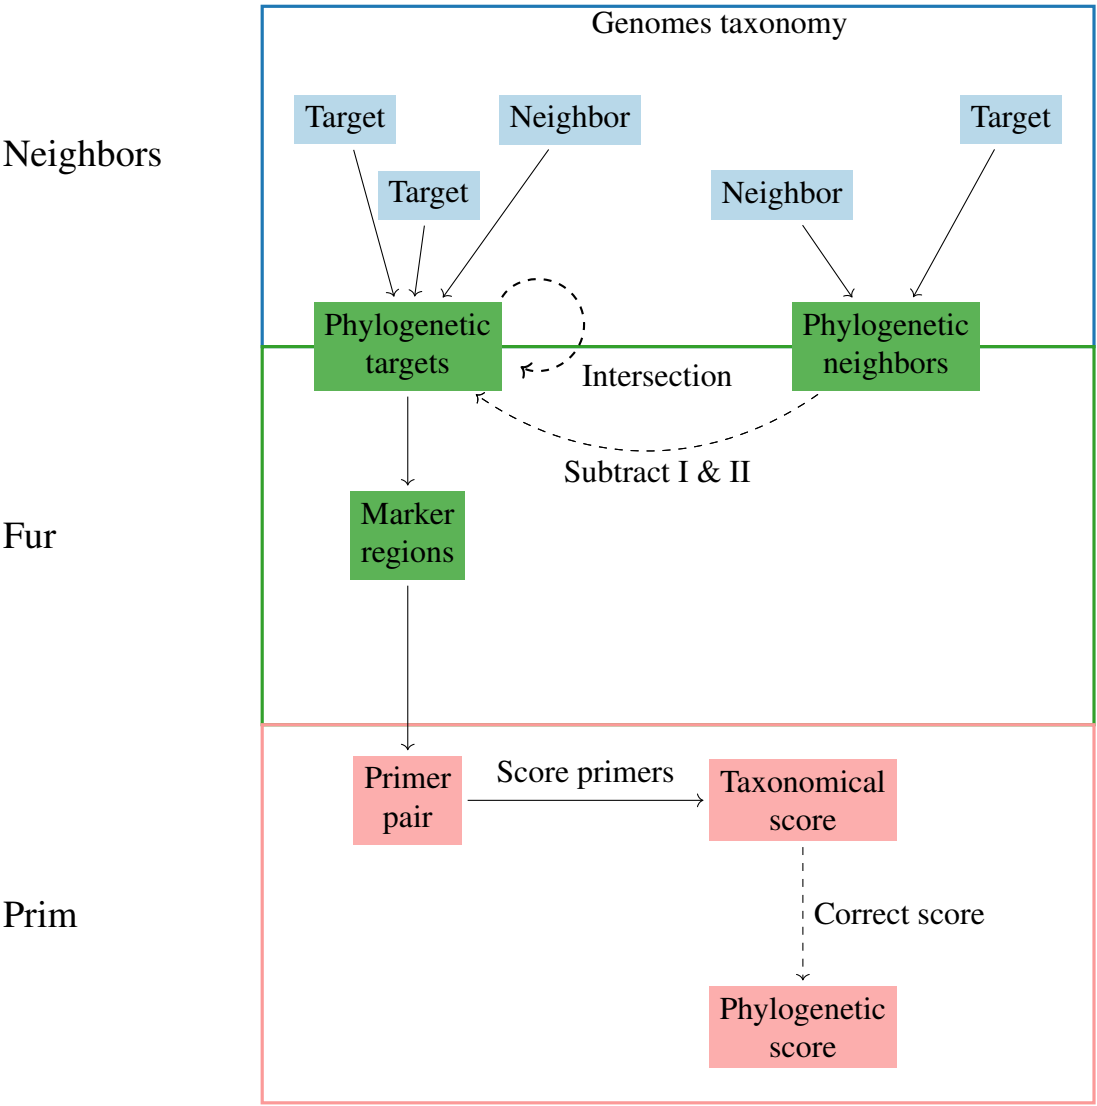 Genomes taxonomy
Target
Neighbor
Target
Neighbors
Target
Neighbor
Phylogenetic
targets
Phylogenetic
neighbors
Intersection
Subtract I & II
Marker
regions
Fur
Primer
pair
Score primers
Taxonomical
score
Prim
Correct score
Phylogenetic
score